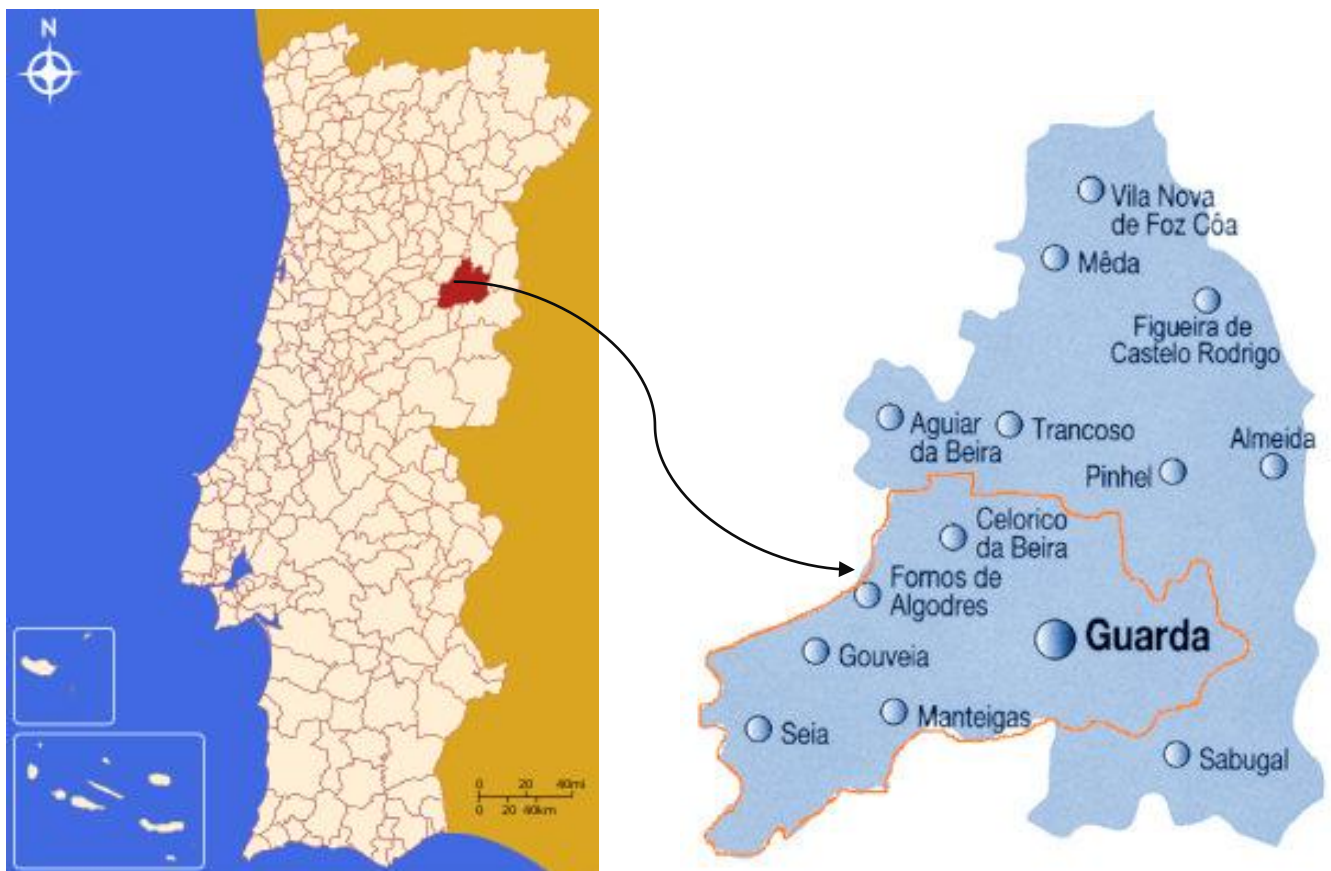 N
0 20 40mi
0 20 40km
Vila Nova
de Foz Côa
Mêda
Figueira de
Castelo Rodrigo
Aguiar
da Beira
Trancoso
Almeida
Pinhel
Celorico
da Beira
Fornos de
Algodres
Guarda
Gouveia
Manteigas
Seia
Sabugal